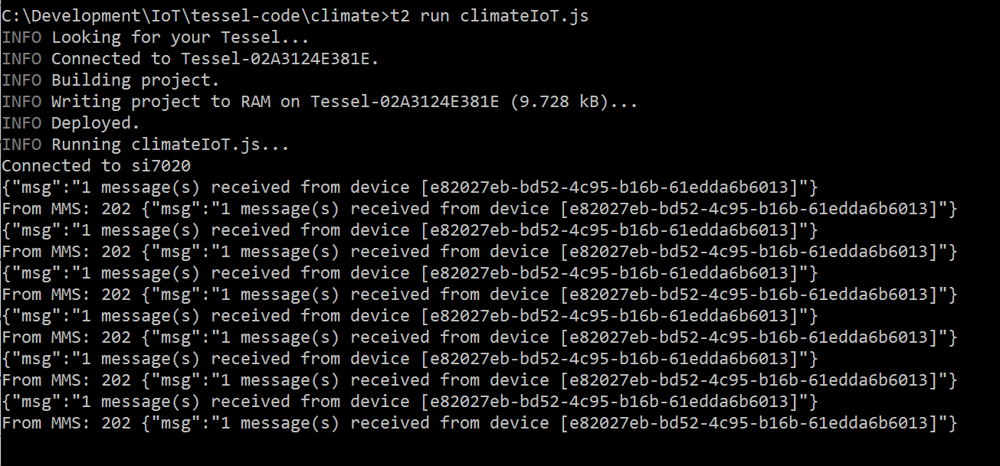 C:\Development\IoT\tessel-code\climate>t2 run climateIoT.js
INFO Looking for your Tessel...
INFO Connected to Tessel-02A3124E381E.
INFO Building project.
INFO Writing project to RAM on Tessel-02A3124E381E (9.728 kB)...
INFO Deployed.
INFO Running climateIoT.js...
Connected to si7020
{"msg":"1 message(s) received from device [e82027eb-bd52-4c95-b16b-61edda6b6013]"}
From MMS: 202 {"msg":"1 message(s) received from device [e82027eb-bd52-4c95-b16b-61edda6b6013]"}
{"msg":"1 message(s) received from device [e82027eb-bd52-4c95-b16b-61edda6b6013]"}
From MMS: 202 {"msg":"1 message(s) received from device [e82027eb-bd52-4c95-b16b-61edda6b6013]"}
{"msg":"1 message(s) received from device [e82027eb-bd52-4c95-b16b-61edda6b6013]"}
From MMS: 202 {"msg":"1 message(s) received from device [e82027eb-bd52-4c95-b16b-61edda6b6013]"}
{"msg":"1 message(s) received from device [e82027eb-bd52-4c95-b16b-61edda6b6013]"}
From MMS: 202 {"msg":"1 message(s) received from device [e82027eb-bd52-4c95-b16b-61edda6b6013]"}
{"msg":"1 message(s) received from device [e82027eb-bd52-4c95-b16b-61edda6b6013]"}
From MMS: 202 {"msg":"1 message(s) received from device [e82027eb-bd52-4c95-b16b-61edda6b6013]"}
{"msg":"1 message(s) received from device [e82027eb-bd52-4c95-b16b-61edda6b6013]"}
From MMS: 202 {"msg":"1 message(s) received from device [e82027eb-bd52-4c95-b16b-61edda6b6013]"}